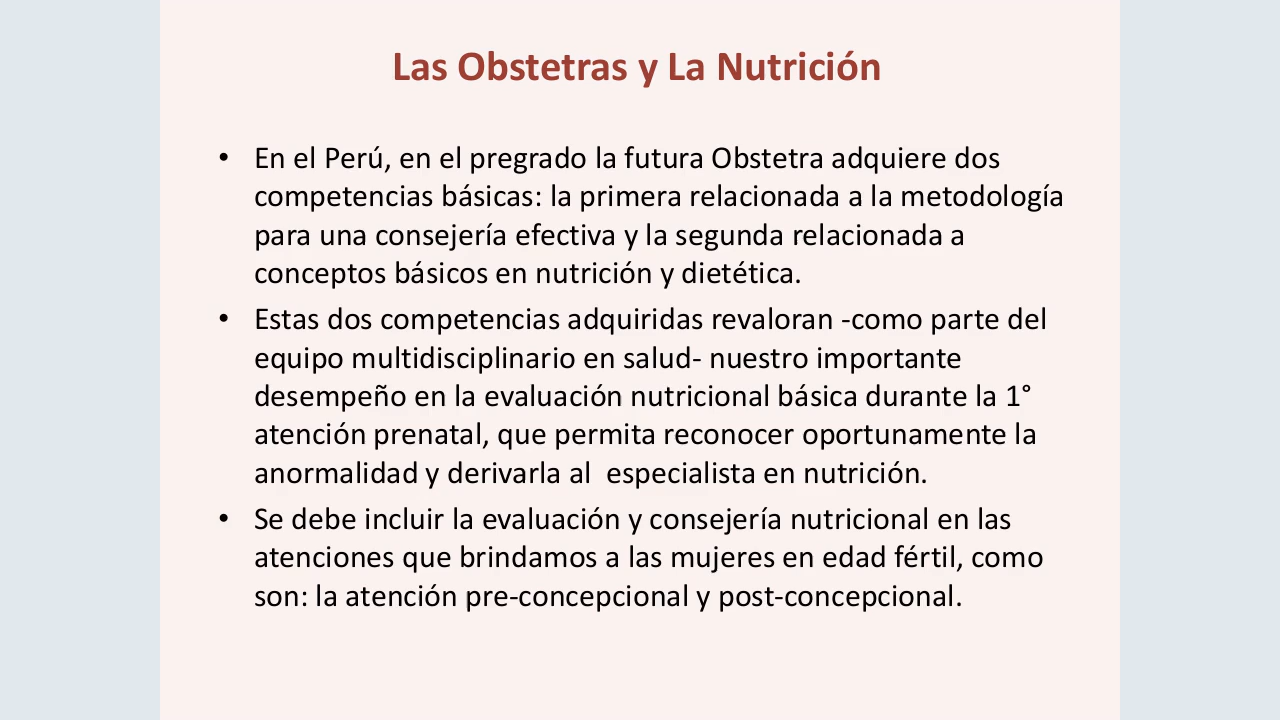 Las Obstetras y La Nutrición
• En el Perú, en el pregrado la futura Obstetra adquiere dos
competencias básicas: la primera relacionada a la metodología
para una consejería efectiva y la segunda relacionada a
conceptos básicos en nutrición y dietética.
• Estas dos competencias adquiridas revaloran -como parte del
equipo multidisciplinario en salud- nuestro importante
desempeño en la evaluación nutricional básica durante la 1°
atención prenatal, que permita reconocer oportunamente la
anormalidad y derivarla al  especialista en nutrición.
• Se debe incluir la evaluación y consejería nutricional en las
atenciones que brindamos a las mujeres en edad fértil, como
son: la atención pre-concepcional y post-concepcional.